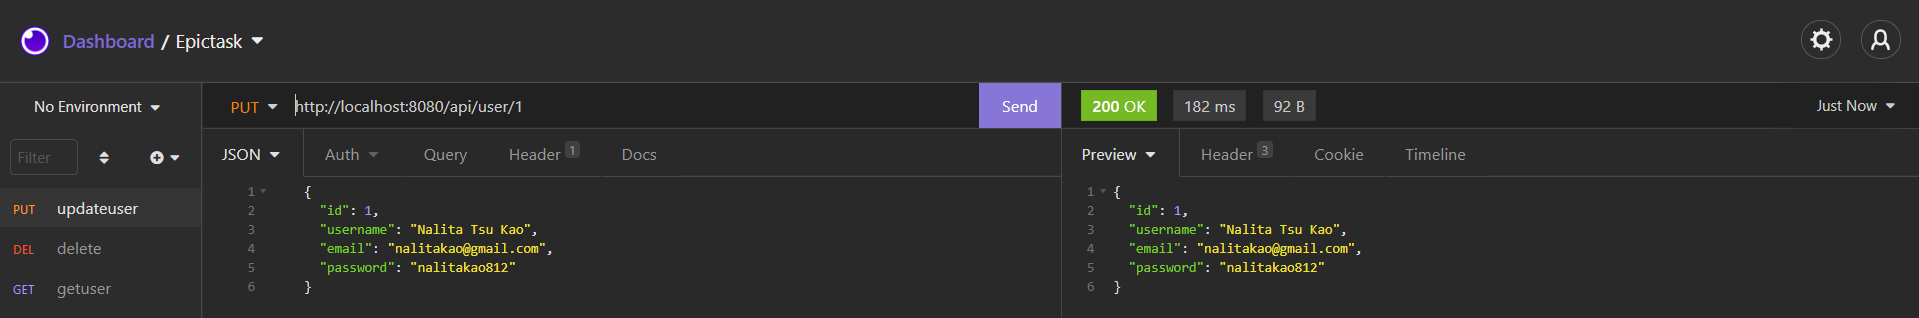 Dashboard / Epictask
No Environment
PUT http://localhost:8080/api/user/1 Send
200 OK 182 ms 92 B Just Now
Filter
JSON Auth Query Header 1 Docs
Preview Header 3 Cookie Timeline
PUT updateuser
DEL delete
GET getuser
1 {
2 "id": 1,
3 "username": "Nalita Tsu Kao",
4 "email": "nalitakao@gmail.com",
5 "password": "nalitakao812"
6 }
1 {
2 "id": 1,
3 "username": "Nalita Tsu Kao",
4 "email": "nalitakao@gmail.com",
5 "password": "nalitakao812"
6 }